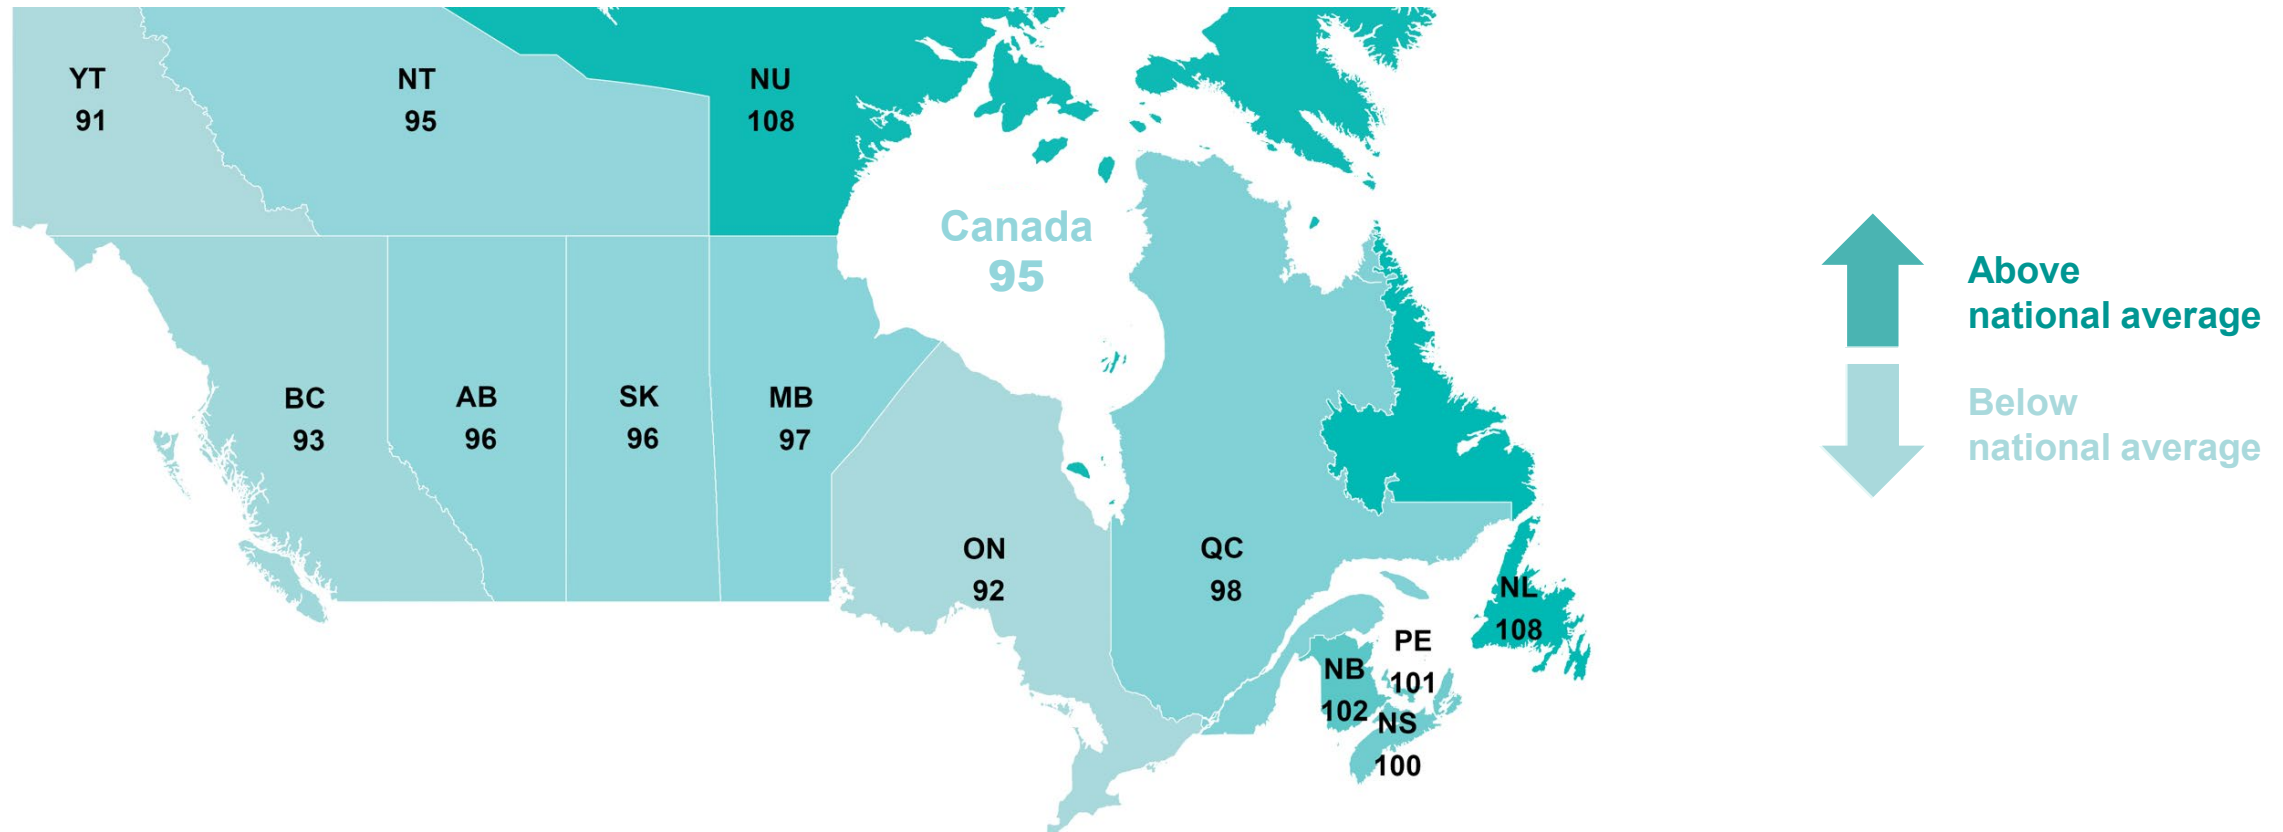 YT
91
NT
95
NU
108
Canada
95
Above
national average
Below
national average
BC
93
AB
96
SK
96
MB
97
ON
92
QC
98
NL
108
PE
101
NB
102
NS
100